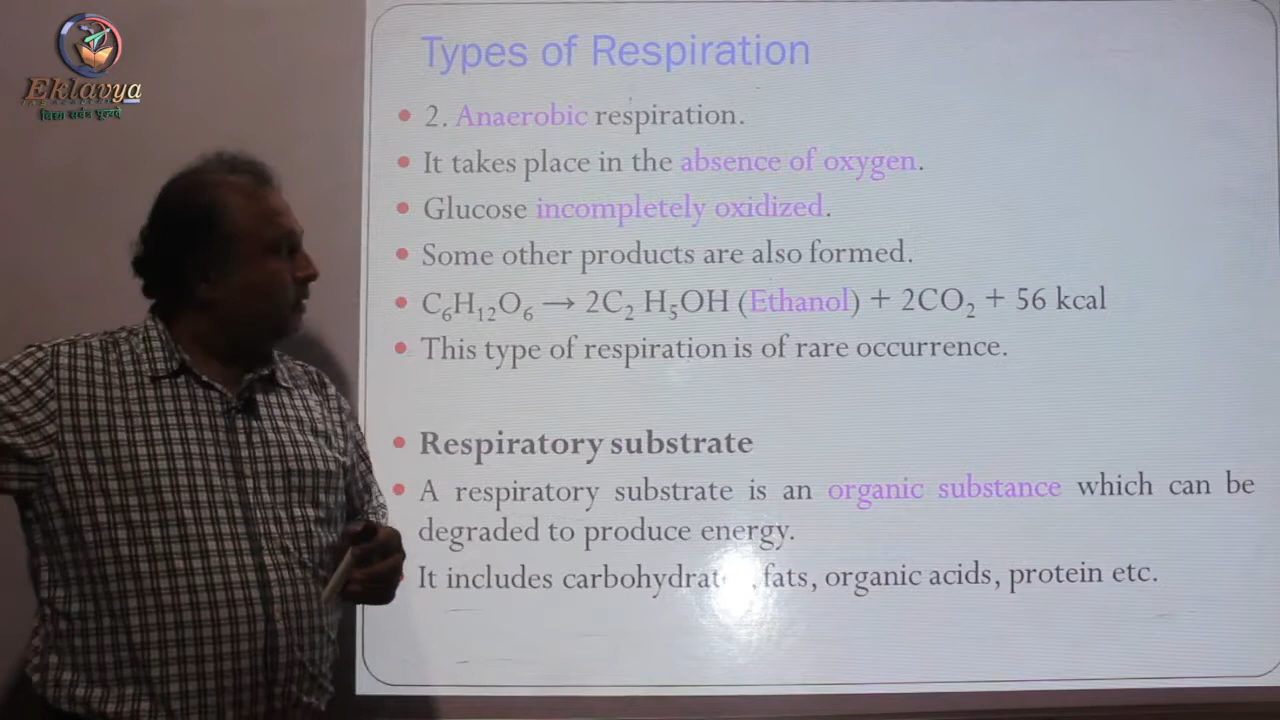 Eklavya
Types of Respiration
• 2. Anaerobic respiration.
• It takes place in the absence of oxygen.
• Glucose incompletely oxidized.
• Some other products are also formed.
• C₆H₁₂O₆ → 2C₂ H₅OH (Ethanol) + 2CO₂ + 56 kcal
• This type of respiration is of rare occurrence.
• Respiratory substrate
• A respiratory substrate is an organic substance which can be
degraded to produce energy.
It includes fats, organic acids, protein etc.